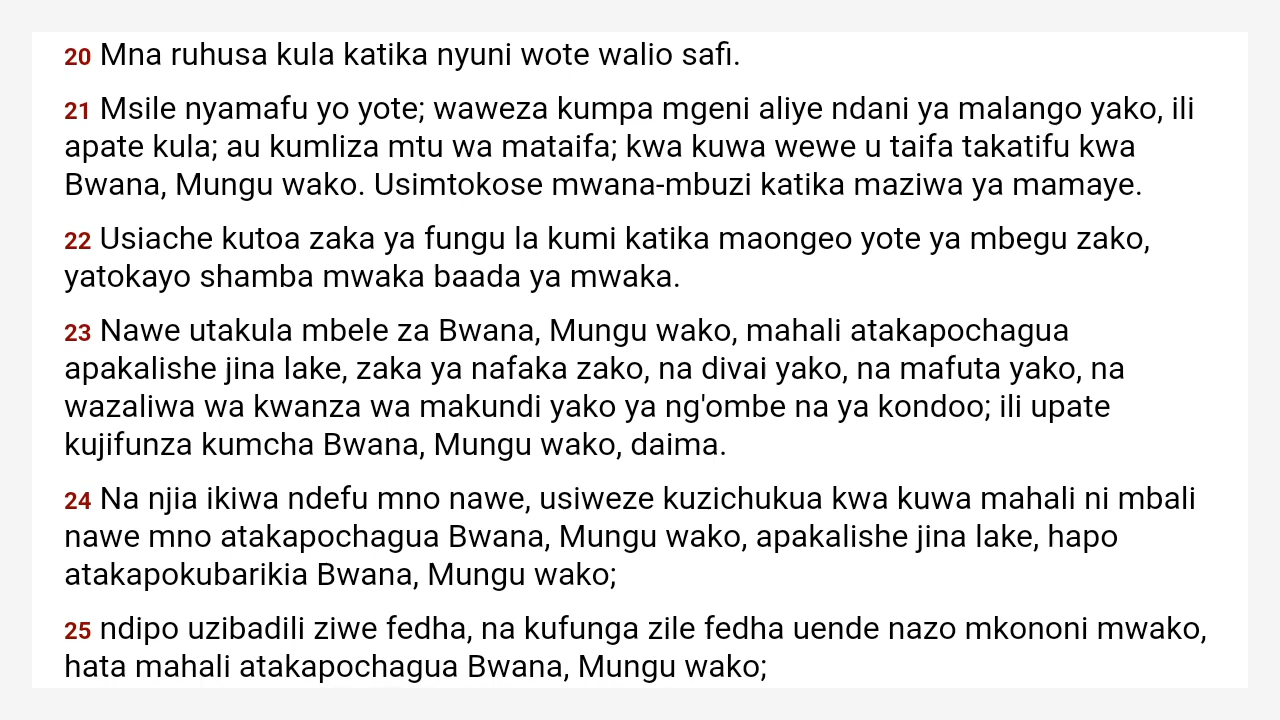 20 Mna ruhusa kula katika nyuni wote walio safi.
21 Msile nyamafu yo yote; waweza kumpa mgeni aliye ndani ya malango yako, ili
apate kula; au kumliza mtu wa mataifa; kwa kuwa wewe u taifa takatifu kwa
Bwana, Mungu wako. Usimtokose mwana-mbuzi katika maziwa ya mamaye.
22 Usiache kutoa zaka ya fungu la kumi katika maongeo yote ya mbegu zako,
yatokayo shamba mwaka baada ya mwaka.
23 Nawe utakula mbele za Bwana, Mungu wako, mahali atakapochagua
apakalishe jina lake, zaka ya nafaka zako, na divai yako, na mafuta yako, na
wazaliwa wa kwanza wa makundi yako ya ng'ombe na ya kondoo; ili upate
kujifunza kumcha Bwana, Mungu wako, daima.
24 Na njia ikiwa ndefu mno nawe, usiweze kuzichukua kwa kuwa mahali ni mbali
nawe mno atakapochagua Bwana, Mungu wako, apakalishe jina lake, hapo
atakapokubarikia Bwana, Mungu wako;
25 ndipo uzibadili ziwe fedha, na kufunga zile fedha uende nazo mkononi mwako,
hata mahali atakapochagua Bwana, Mungu wako;